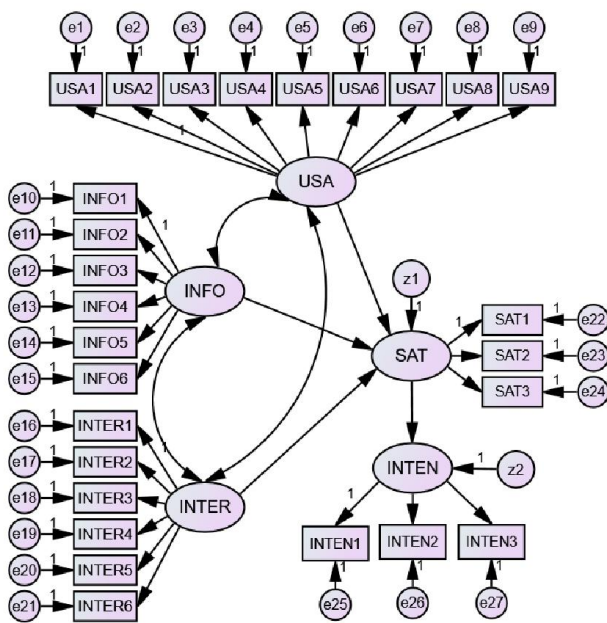 e1 e2 e3 e4 e5 e6 e7 e8 e9
1 1 1 1 1 1 1 1 1
USA1 USA2 USA3 USA4 USA5 USA6 USA7 USA8 USA9
1
USA
e10 1 INFO1
1
e11 1 INFO2
e12 1 INFO3
e13 1 INFO4
e14 1 INFO5
e15 1 INFO6
INFO
z1
1
SAT
1
SAT1 1 e22
SAT2 1 e23
SAT3 1 e24
e16 1 INTER1
1
e17 1 INTER2
e18 1 INTER3
e19 1 INTER4
e20 1 INTER5
e21 1 INTER6
INTER
INTEN 1 z2
1
INTEN1 INTEN2 INTEN3
1 1 1
e25 e26 e27